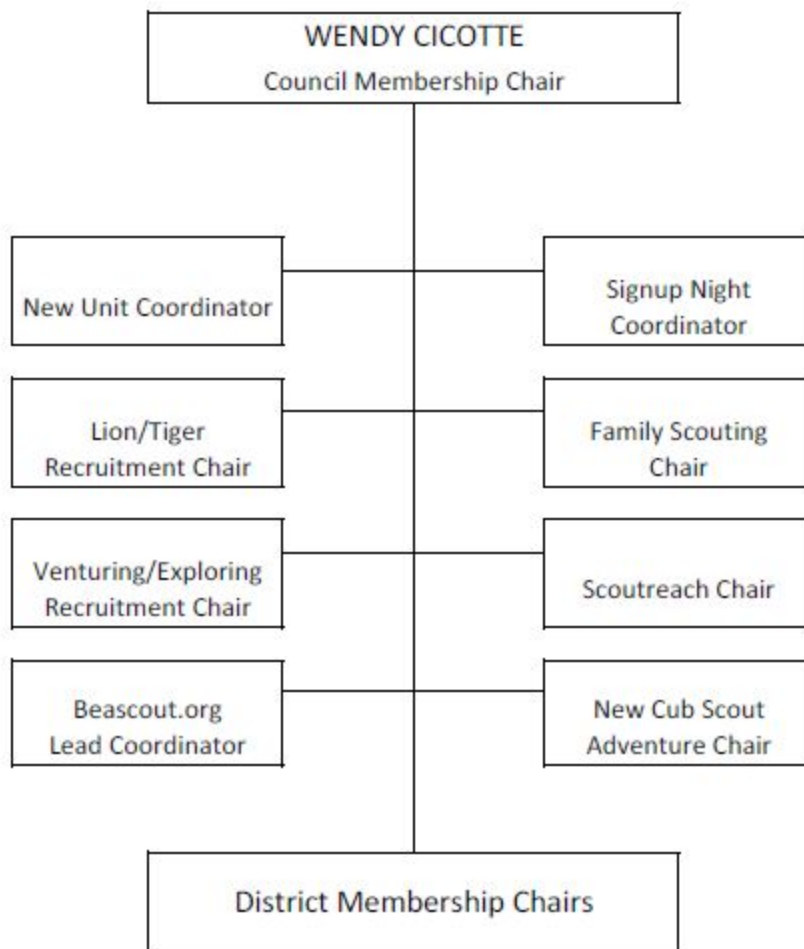 WENDY CICOTTE
Council Membership Chair
New Unit Coordinator
Signup Night
Coordinator
Lion/Tiger
Recruitment Chair
Family Scouting
Chair
Venturing/Exploring
Recruitment Chair
Scoutreach Chair
Beascout.org
Lead Coordinator
New Cub Scout
Adventure Chair
District Membership Chairs